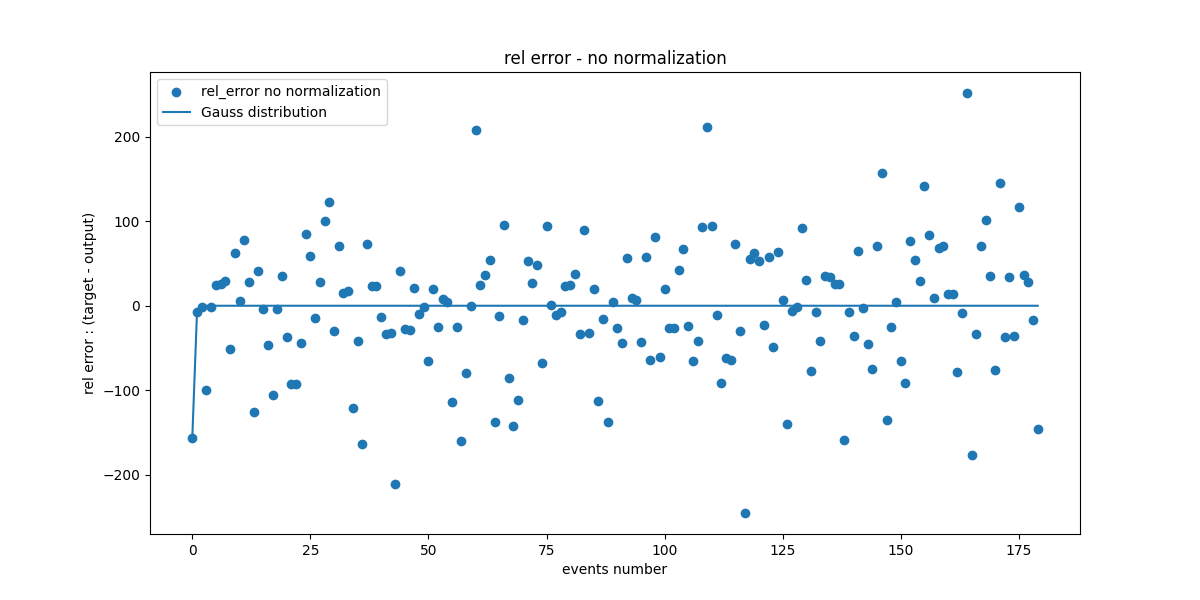 rel error - no normalization
rel_error no normalization
Gauss distribution
rel error : (target - output)
200
100
0
−100
−200
0 25 50 75 100 125 150 175
events number